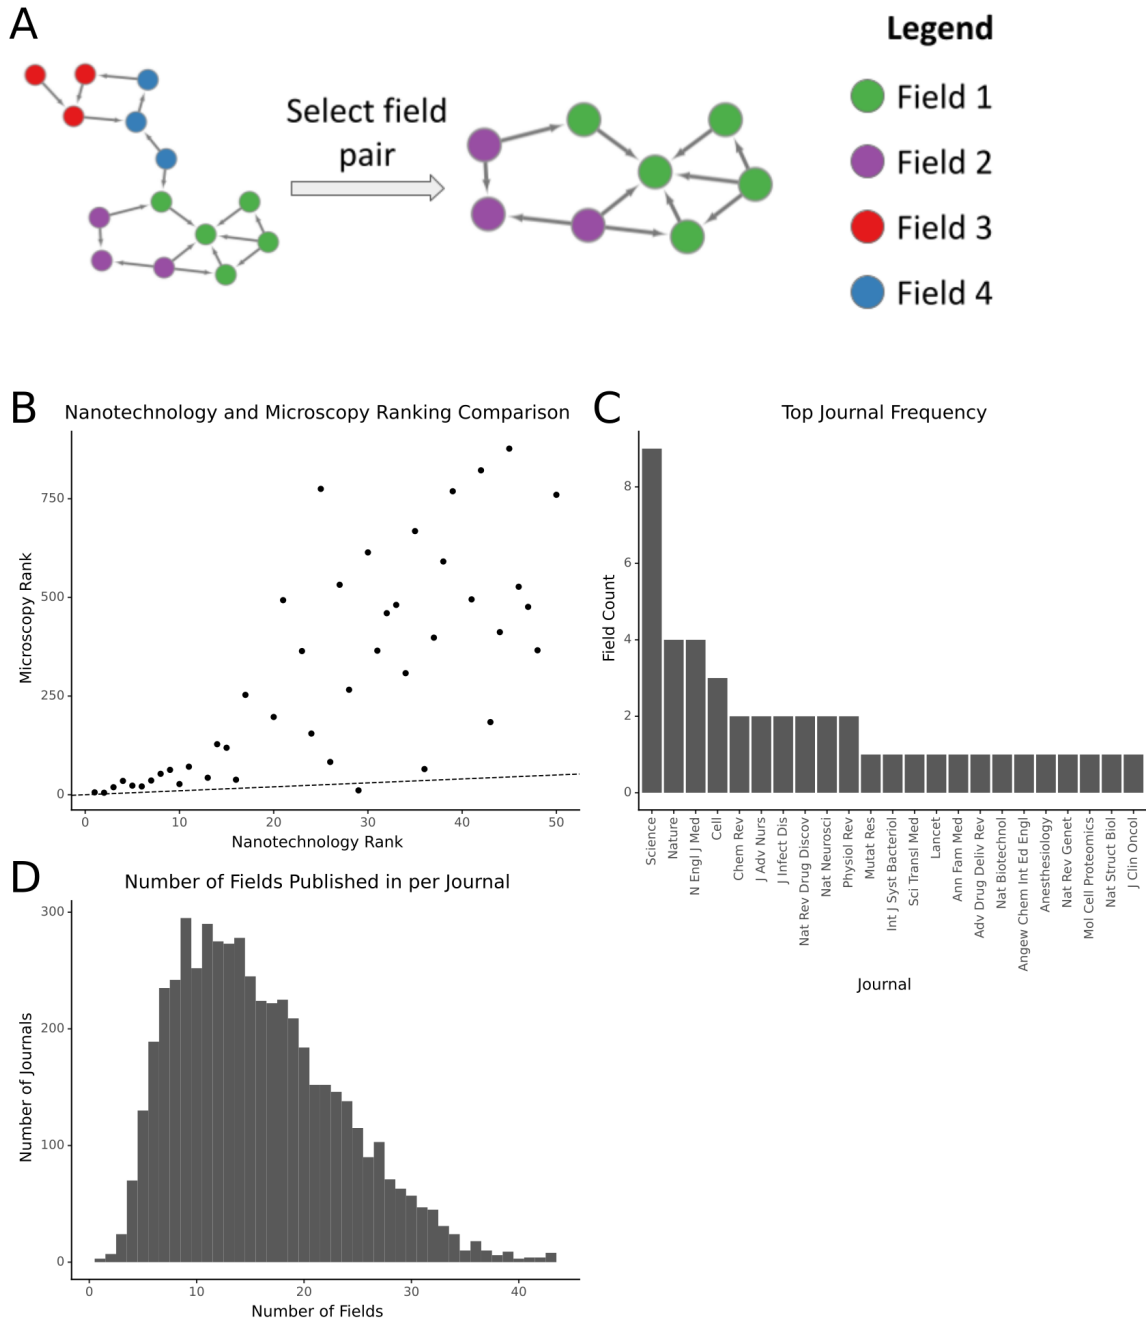 A
Select field
pair
Legend
Field 1
Field 2
Field 3
Field 4
B
Nanotechnology and Microscopy Ranking Comparison
Microscopy Rank
750
500
250
0
0 10 20 30 40 50
Nanotechnology Rank
C
Top Journal Frequency
Field Count
8
6
4
2
0
Science
Nature
N Engl J Med
Cell
Chem Rev
J Adv Nurs
J Infect Dis
Nat Rev Drug Discov
Nat Neurosci
Physiol Rev
Mutat Res
Int J Syst Bacteriol
Sci Transl Med
Lancet
Ann Fam Med
Adv Drug Deliv Rev
Nat Biotechnol
Angew Chem Int Ed Engl
Anesthesiology
Nat Rev Genet
Mol Cell Proteomics
Nat Struct Biol
J Clin Oncol
Journal
D
Number of Fields Published in per Journal
Number of Journals
300
200
100
0
0 10 20 30 40
Number of Fields